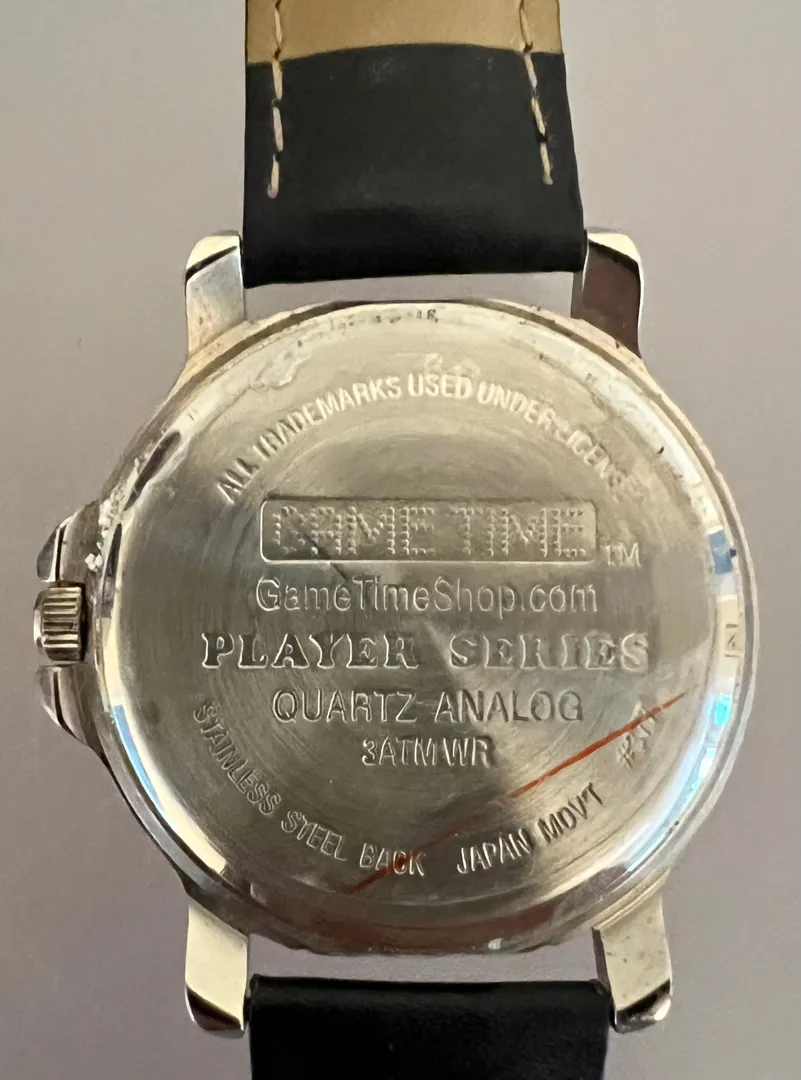 ALL TRADEMARKS USED UNDER LICENSE
GAME TIME TM
GameTimeShop.com
PLAYER SERIES
QUARTZ ANALOG
3ATM WR
STAINLESS STEEL BACK JAPAN MOV'T